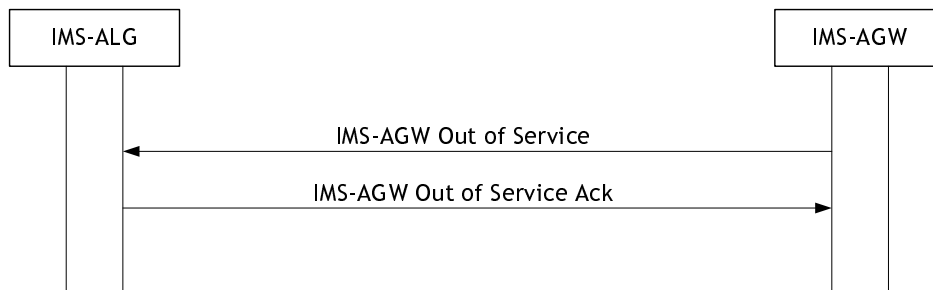 IMS-ALG
IMS-AGW
IMS-AGW Out of Service
IMS-AGW Out of Service Ack